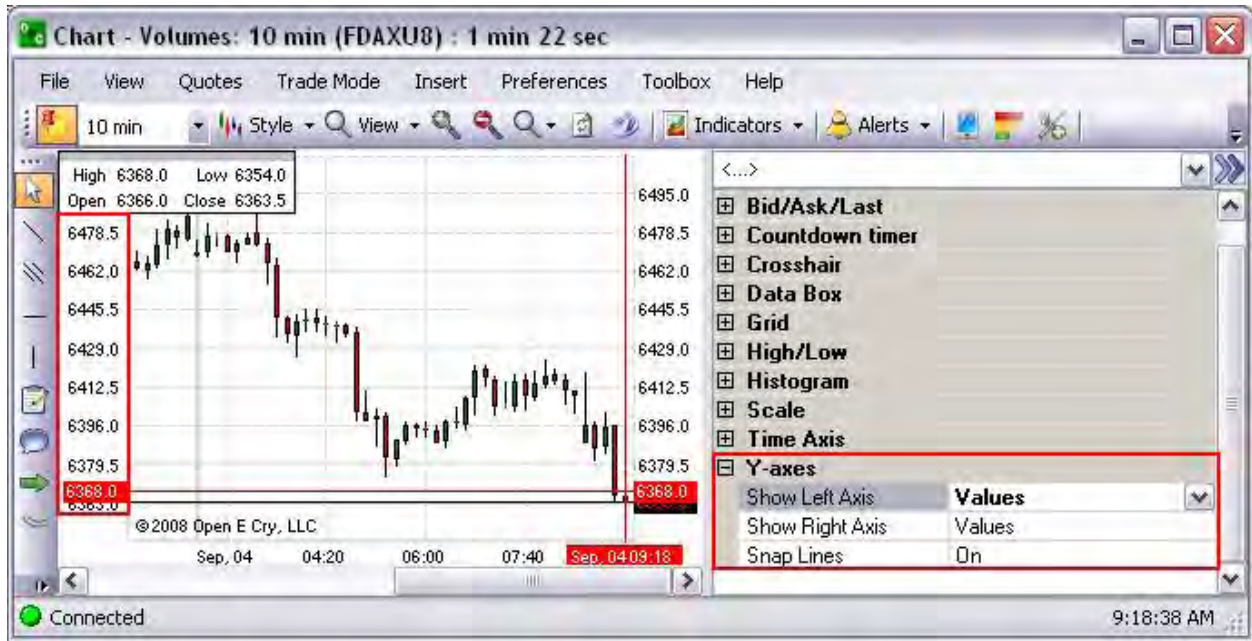 Chart - Volumes: 10 min (FDAXU8) : 1 min 22 sec
File View Quotes Trade Mode Insert Preferences Toolbox Help
10 min Style View Indicators Alerts
High 6368.0 Low 6354.0
Open 6366.0 Close 6363.5
6478.5
6462.0
6445.5
6429.0
6412.5
6396.0
6379.5
6368.0
6363.0
© 2008 Open E Cry, LLC
6495.0
6478.5
6462.0
6445.5
6429.0
6412.5
6396.0
6379.5
6368.0
Sep, 04 04:20 06:00 07:40 Sep, 04 09:18
<...>
Bid/Ask/Last
Countdown timer
Crosshair
Data Box
Grid
High/Low
Histogram
Scale
Time Axis
Y-axes
Show Left Axis Values
Show Right Axis Values
Snap Lines On
Connected 9:18:38 AM